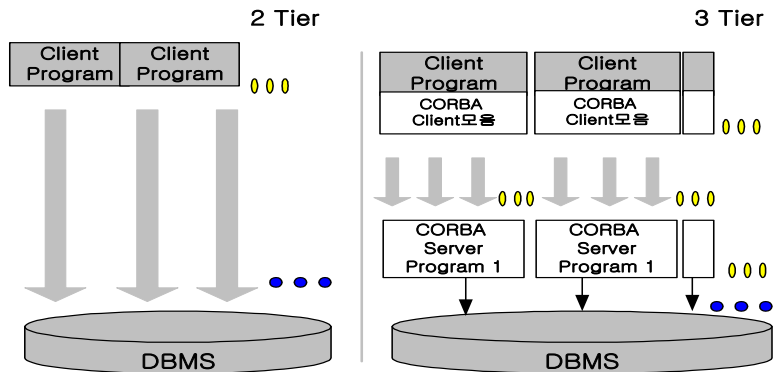 2 Tier
Client
Program
Client
Program
DBMS
3 Tier
Client
Program
CORBA
Client모음
Client
Program
CORBA
Client모음
CORBA
Server
Program 1
CORBA
Server
Program 1
DBMS